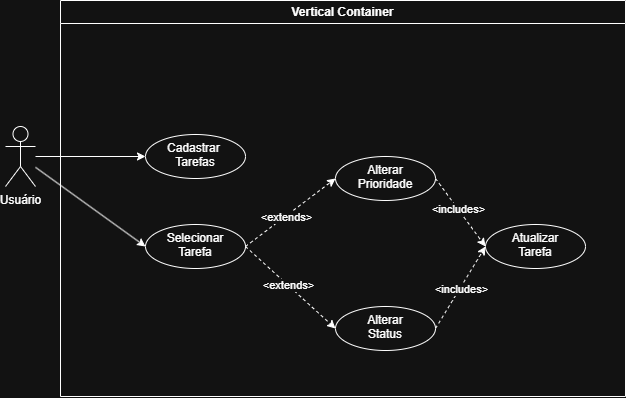 Vertical Container
Cadastrar
Tarefas
Alterar
Prioridade
Usuário
<extends>
<includes>
Selecionar
Tarefa
Atualizar
Tarefa
<extends>
<includes>
Alterar
Status